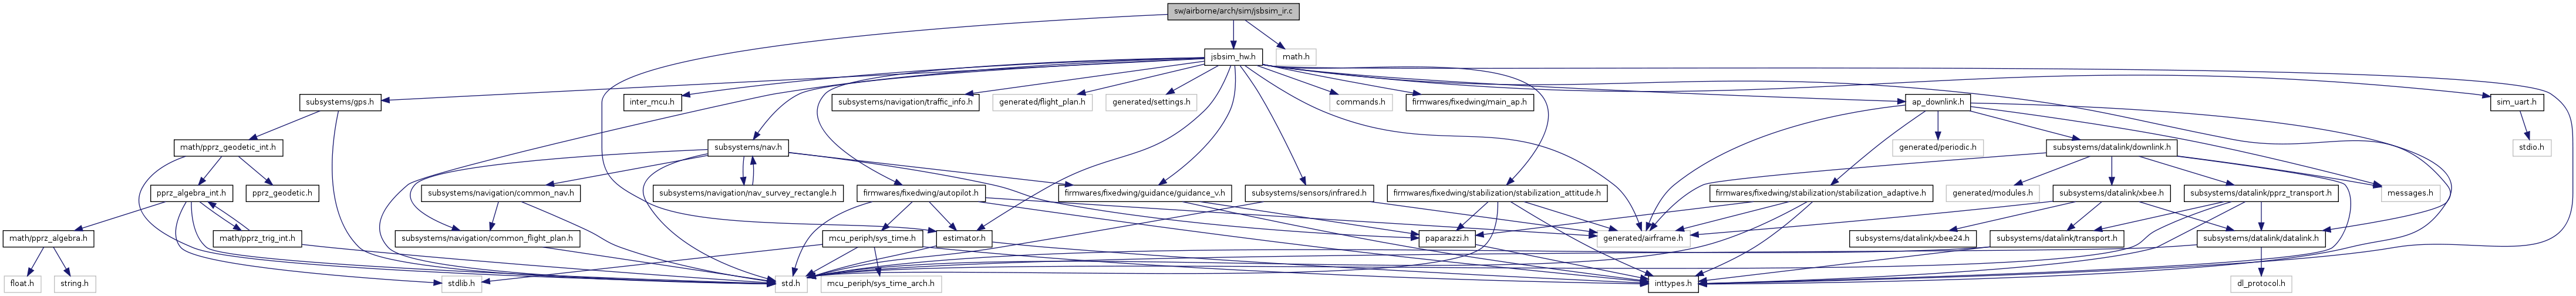 sw/airborne/arch/sim/jsbsim_ir.c
jsbsim_hw.h
math.h
subsystems/gps.h
inter_mcu.h
subsystems/navigation/traffic_info.h
generated/flight_plan.h
generated/settings.h
commands.h
firmwares/fixedwing/main_ap.h
ap_downlink.h
sim_uart.h
math/pprz_geodetic_int.h
subsystems/nav.h
generated/periodic.h
subsystems/datalink/downlink.h
stdio.h
pprz_algebra_int.h
pprz_geodetic.h
subsystems/navigation/common_nav.h
subsystems/navigation/nav_survey_rectangle.h
firmwares/fixedwing/autopilot.h
firmwares/fixedwing/guidance/guidance_v.h
subsystems/sensors/infrared.h
firmwares/fixedwing/stabilization/stabilization_attitude.h
firmwares/fixedwing/stabilization/stabilization_adaptive.h
generated/modules.h
subsystems/datalink/xbee.h
subsystems/datalink/pprz_transport.h
messages.h
math/pprz_algebra.h
math/pprz_trig_int.h
subsystems/navigation/common_flight_plan.h
mcu_periph/sys_time.h
estimator.h
generated/airframe.h
paparazzi.h
subsystems/datalink/xbee24.h
subsystems/datalink/transport.h
subsystems/datalink/datalink.h
float.h
string.h
stdlib.h
std.h
mcu_periph/sys_time_arch.h
inttypes.h
dl_protocol.h